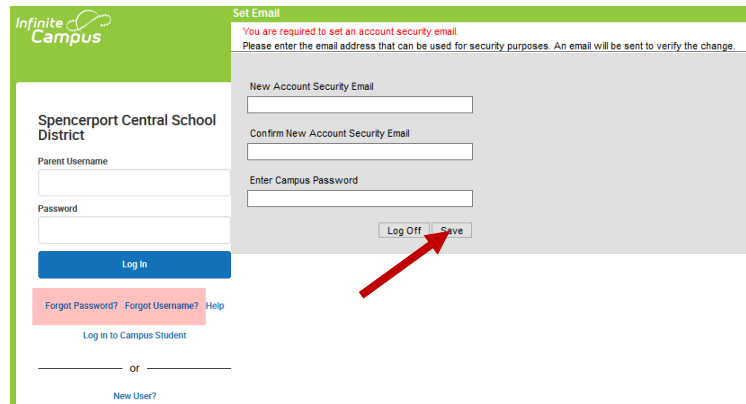 Infinite
Campus
Spencerport Central School
District
Parent Username
Password
Log In
Forgot Password? Forgot Username? Help
Log in to Campus Student
or
New User?
Set Email
You are required to set an account security email.
Please enter the email address that can be used for security purposes. An email will be sent to verify the change.
New Account Security Email
Confirm New Account Security Email
Enter Campus Password
Log Off Save